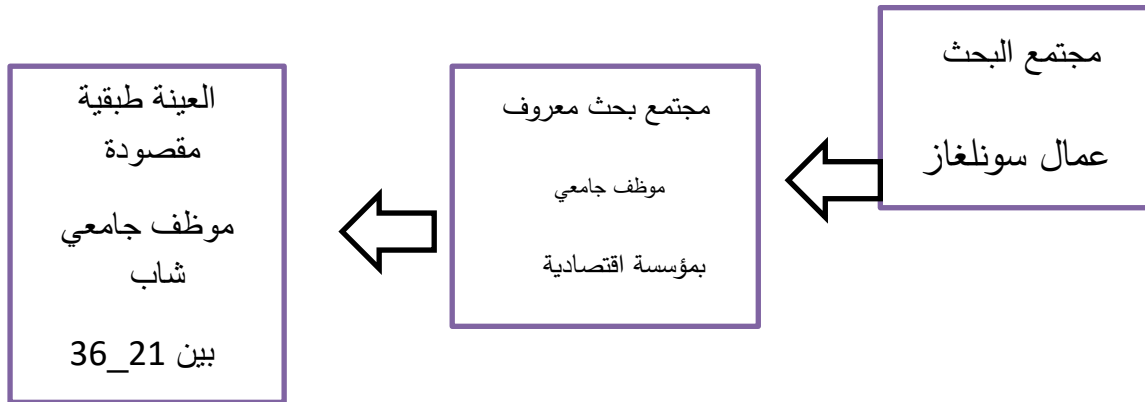 مجتمع البحث
عمال سونلغاز
مجتمع بحث معروف
موظف جامعي
بمؤسسة اقتصادية
العينة طبقية
مقصودة
موظف جامعي
شاب
بين 21_36